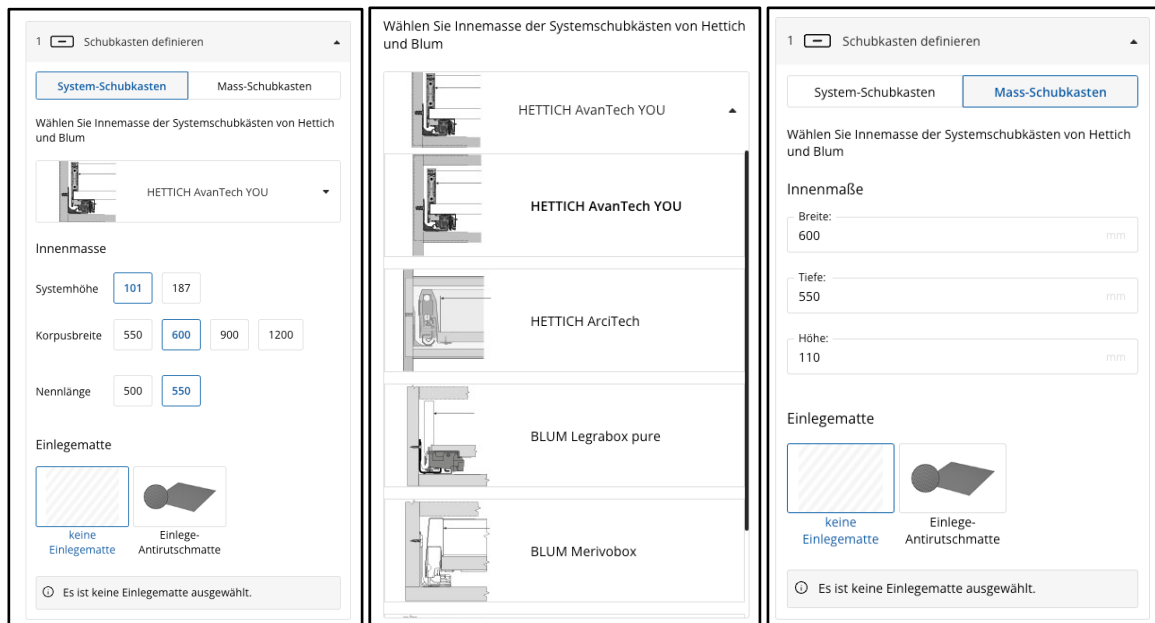 1 Schubkasten definieren
System-Schubkasten Mass-Schubkasten
Wählen Sie Innemasse der Systemschubkästen von Hettich
und Blum
HETTICH AvanTech YOU
Innenmasse
Systemhöhe 101 187
Korpusbreite 550 600 900 1200
Nennlänge 500 550
Einlegematte
keine
Einlegematte
Einlege-
Antirutschmatte
Es ist keine Einlegematte ausgewählt.
Wählen Sie Innemasse der Systemschubkästen von Hettich
und Blum
HETTICH AvanTech YOU
HETTICH AvanTech YOU
HETTICH ArciTech
BLUM Legrabox pure
BLUM Merivobox
1 Schubkasten definieren
System-Schubkasten Mass-Schubkasten
Wählen Sie Innemasse der Systemschubkästen von Hettich
und Blum
Innenmaße
Breite:
600 mm
Tiefe:
550 mm
Höhe:
110 mm
Einlegematte
keine
Einlegematte
Einlege-
Antirutschmatte
Es ist keine Einlegematte ausgewählt.